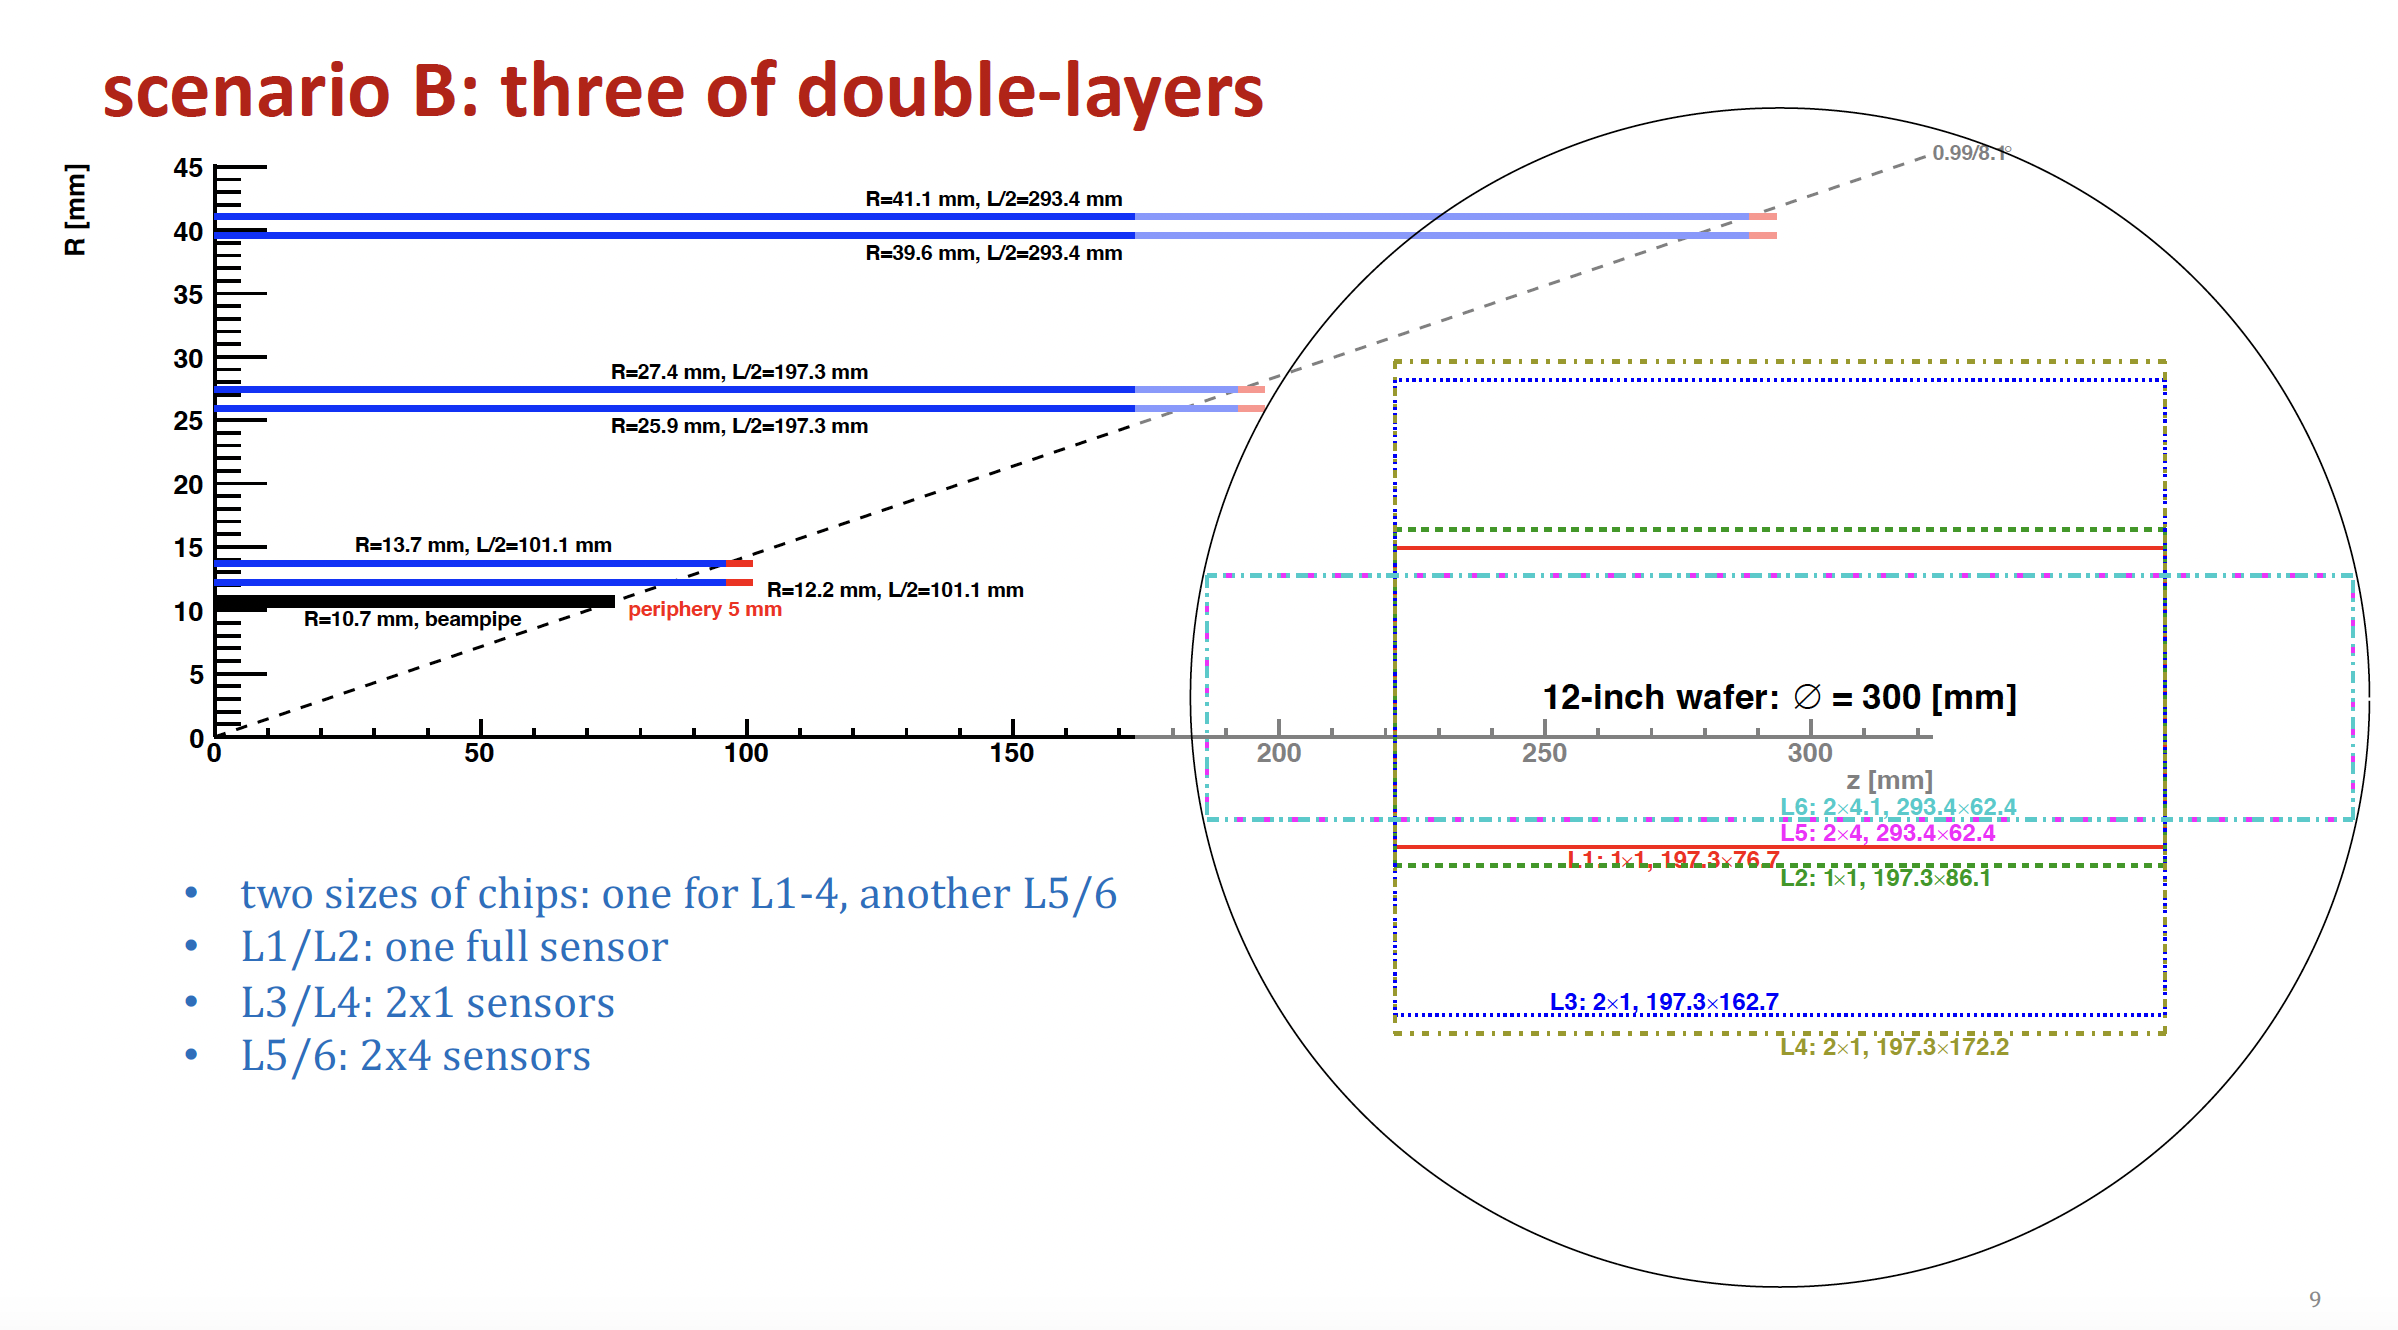 scenario B: three of double-layers
R [mm]
45
40
35
30
25
20
15
10
5
0
R=41.1 mm, L/2=293.4 mm
R=39.6 mm, L/2=293.4 mm
R=27.4 mm, L/2=197.3 mm
R=25.9 mm, L/2=197.3 mm
R=13.7 mm, L/2=101.1 mm
R=12.2 mm, L/2=101.1 mm
periphery 5 mm
R=10.7 mm, beampipe
0.99/8.1°
0 50 100 150 200 250 300
z [mm]
12-inch wafer: ∅ = 300 [mm]
L6: 2×4.1, 293.4×62.4
L5: 2×4, 293.4×62.4
L1: 1×1, 197.3×76.7
L2: 1×1, 197.3×86.1
L3: 2×1, 197.3×162.7
L4: 2×1, 197.3×172.2
• two sizes of chips: one for L1-4, another L5/6
• L1/L2: one full sensor
• L3/L4: 2x1 sensors
• L5/6: 2x4 sensors
9